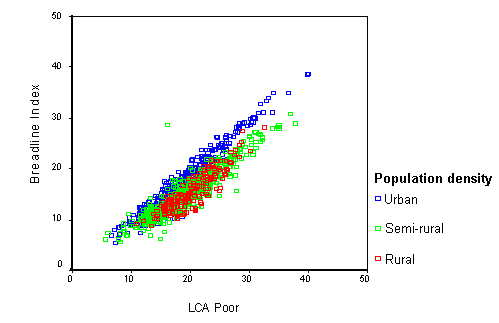 50
40
30
20
10
0
Breadline Index
0 10 20 30 40 50
LCA Poor
Population density
Urban
Semi-rural
Rural